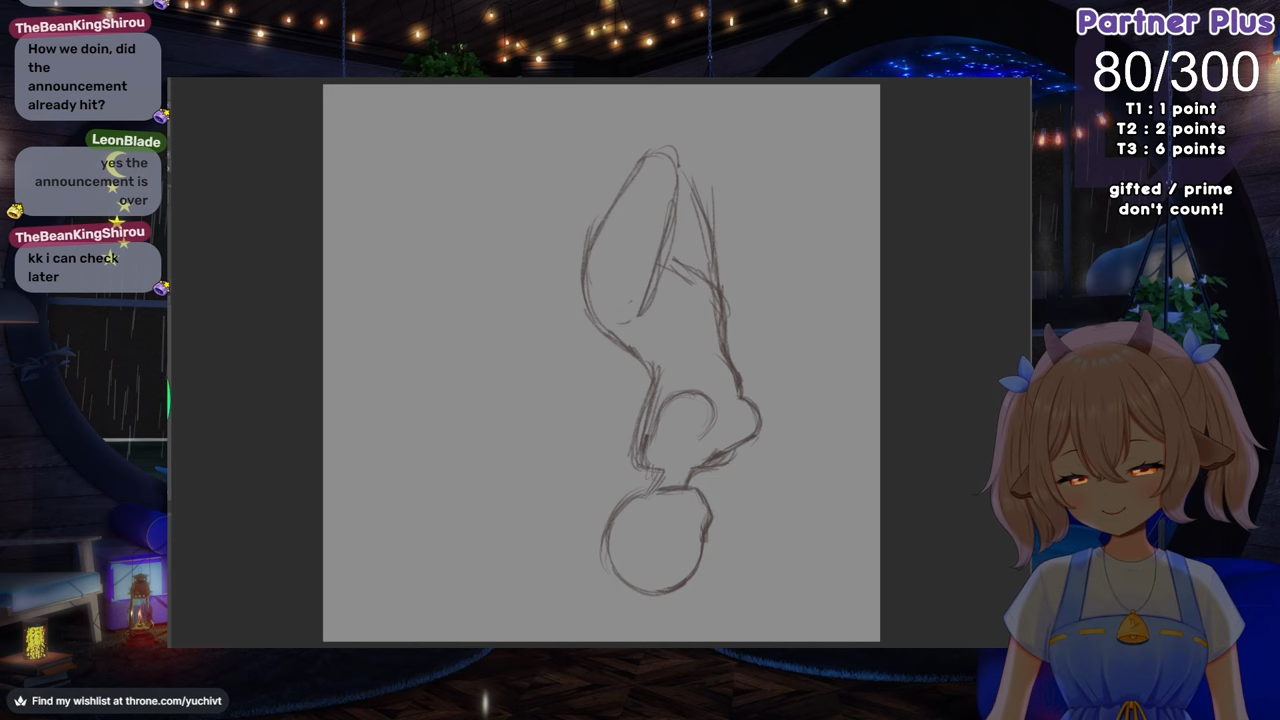 TheBeanKingShirou
How we doin, did
the
announcement
already hit?
LeonBlade
yes the
announcement is
over
TheBeanKingShirou
kk i can check
later
Partner Plus
80/300
T1 : 1 point
T2 : 2 points
T3 : 6 points
gifted / prime
don't count!
Find my wishlist at throne.com/yuchivt